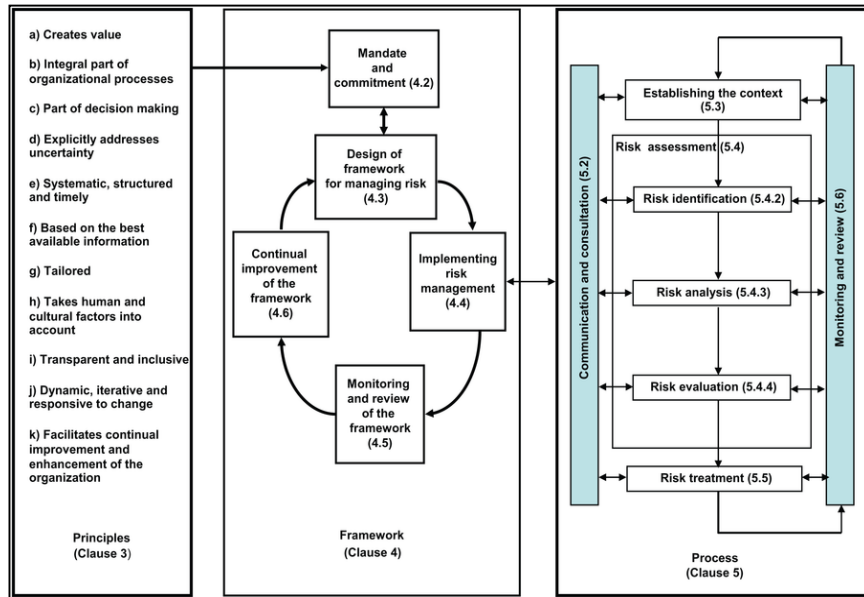 a) Creates value
b) Integral part of
organizational processes
c) Part of decision making
d) Explicitly addresses
uncertainty
e) Systematic, structured
and timely
f) Based on the best
available information
g) Tailored
h) Takes human and
cultural factors into
account
i) Transparent and inclusive
j) Dynamic, iterative and
responsive to change
k) Facilitates continual
improvement and
enhancement of the
organization
Principles
(Clause 3)
Mandate
and
commitment (4.2)
Design of
framework
for managing risk
(4.3)
Implementing
risk
management
(4.4)
Continual
improvement
of the
framework
(4.6)
Monitoring
and review
of the
framework
(4.5)
Framework
(Clause 4)
Communication and consultation (5.2)
Establishing the context
(5.3)
Risk assessment (5.4)
Risk identification (5.4.2)
Risk analysis (5.4.3)
Risk evaluation (5.4.4)
Risk treatment (5.5)
Monitoring and review (5.6)
Process
(Clause 5)